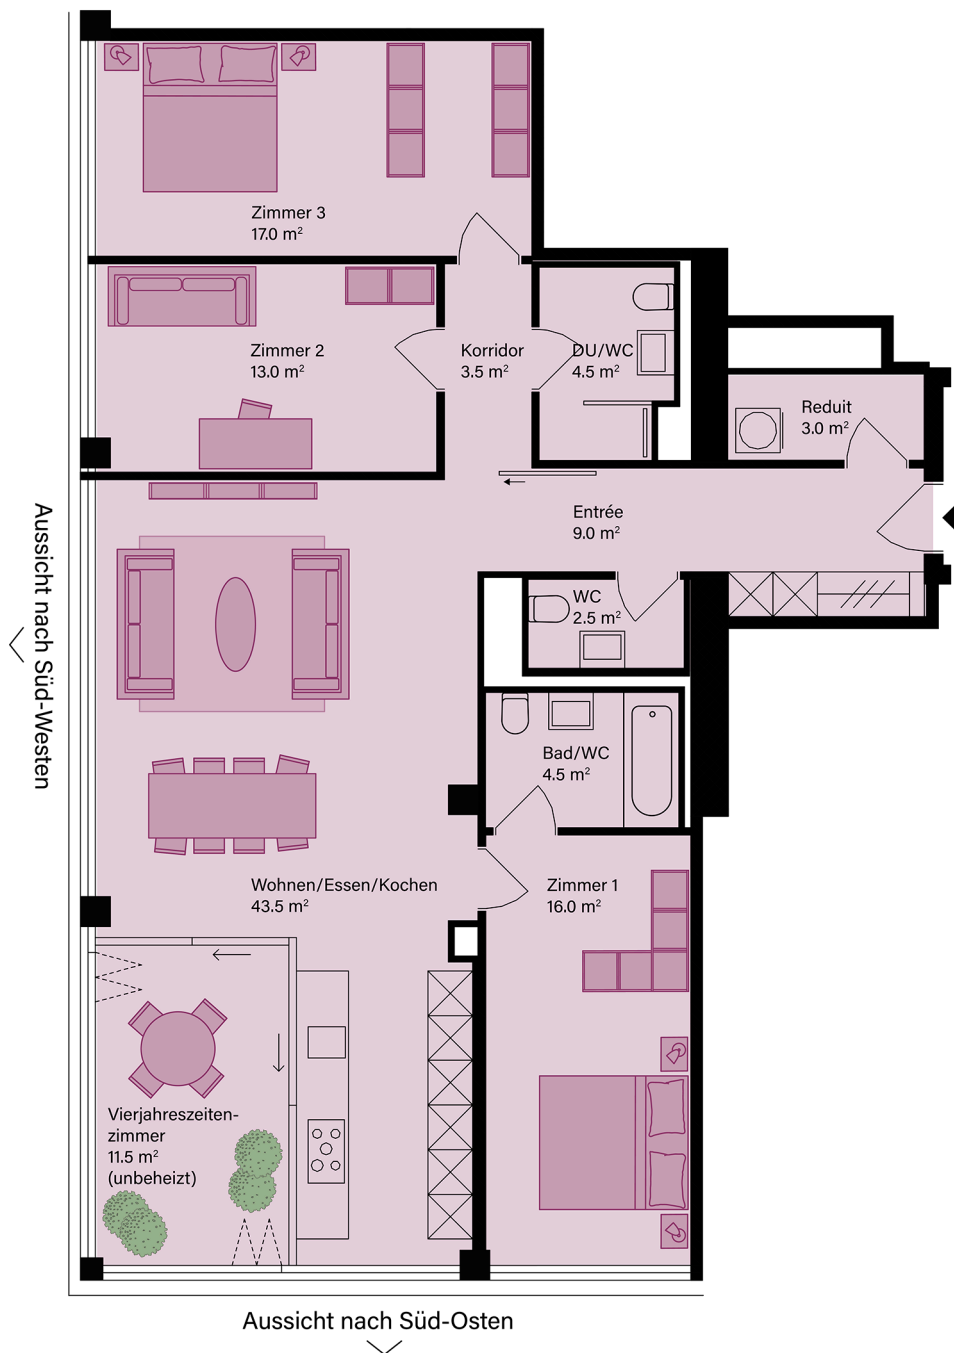 Zimmer 3
17.0 m²
Zimmer 2
13.0 m²
Korridor
3.5 m²
DU/WC
4.5 m²
Reduit
3.0 m²
Entrée
9.0 m²
WC
2.5 m²
Bad/WC
4.5 m²
Wohnen/Essen/Kochen
43.5 m²
Zimmer 1
16.0 m²
Vierjahreszeiten-
zimmer
11.5 m²
(unbeheizt)
Aussicht nach Süd-Westen
Aussicht nach Süd-Osten